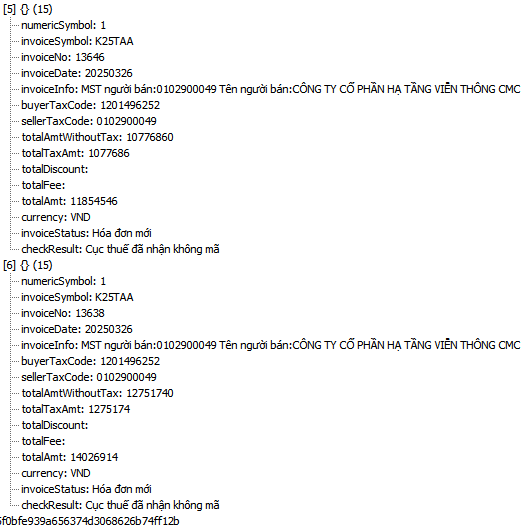 [5] {} (15)
numericSymbol: 1
invoiceSymbol: K25TAA
invoiceNo: 13646
invoiceDate: 20250326
invoiceInfo: MST người bán:0102900049 Tên người bán:CÔNG TY CỔ PHẦN HẠ TẦNG VIỄN THÔNG CMC
buyerTaxCode: 1201496252
sellerTaxCode: 0102900049
totalAmtWithoutTax: 10776860
totalTaxAmt: 1077686
totalDiscount:
totalFee:
totalAmt: 11854546
currency: VND
invoiceStatus: Hóa đơn mới
checkResult: Cục thuế đã nhận không mã
[6] {} (15)
numericSymbol: 1
invoiceSymbol: K25TAA
invoiceNo: 13638
invoiceDate: 20250326
invoiceInfo: MST người bán:0102900049 Tên người bán:CÔNG TY CỔ PHẦN HẠ TẦNG VIỄN THÔNG CMC
buyerTaxCode: 1201496252
sellerTaxCode: 0102900049
totalAmtWithoutTax: 12751740
totalTaxAmt: 1275174
totalDiscount:
totalFee:
totalAmt: 14026914
currency: VND
invoiceStatus: Hóa đơn mới
checkResult: Cục thuế đã nhận không mã
5f0bfe939a656374d3068626b74ff12b